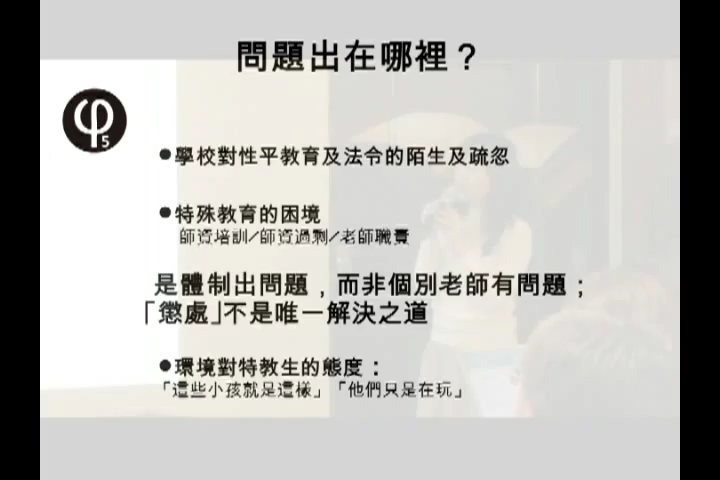 問題出在哪裡？
φ5
●學校對性平教育及法令的陌生及疏忽
●特殊教育的困境
師資培訓/師資過剩/老師職責
是體制出問題，而非個別老師有問題；
「懲處」不是唯一解決之道
●環境對特教生的態度：
「這些小孩就是這樣」「他們只是在玩」